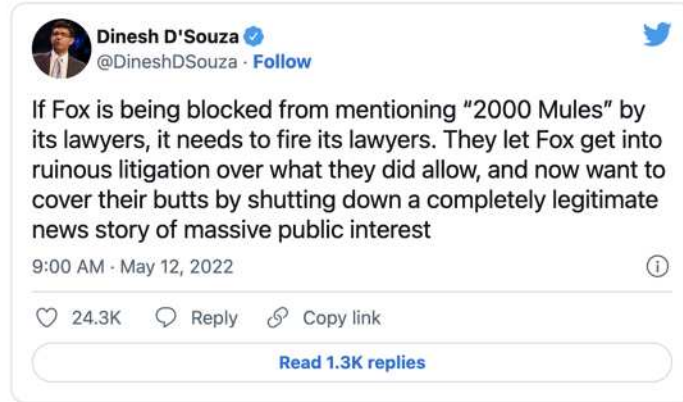 Dinesh D'Souza
@DineshDSouza · Follow
If Fox is being blocked from mentioning “2000 Mules” by
its lawyers, it needs to fire its lawyers. They let Fox get into
ruinous litigation over what they did allow, and now want to
cover their butts by shutting down a completely legitimate
news story of massive public interest
9:00 AM · May 12, 2022
24.3K Reply Copy link
Read 1.3K replies